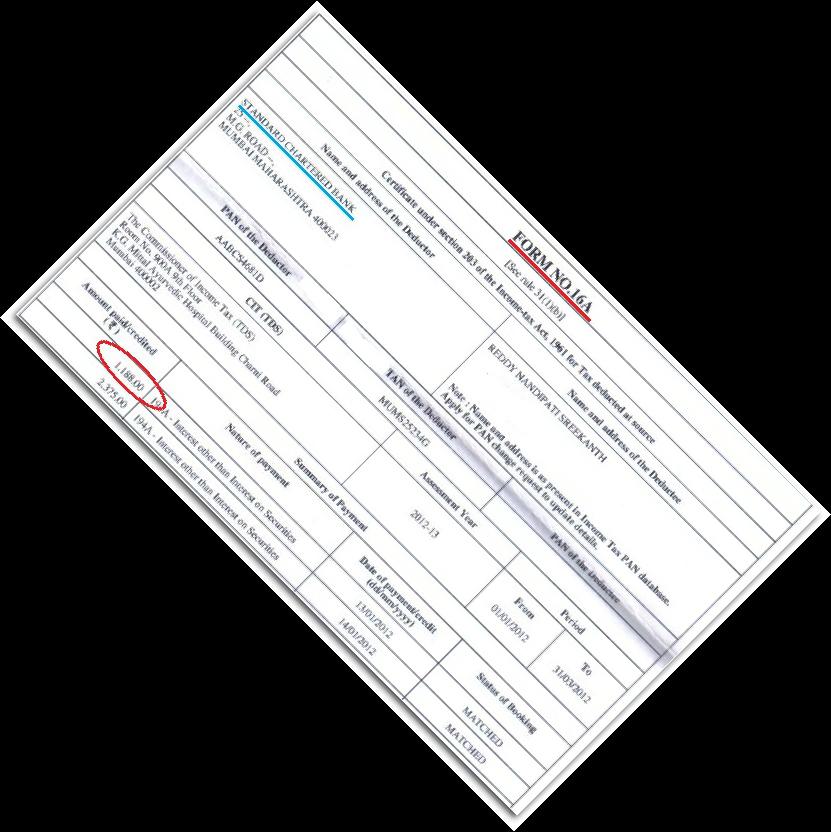 FORM NO.16A
[See rule 31(1)(b)]
Certificate under section 203 of the Income-tax Act, 1961 for Tax deducted at source
Name and address of the Deductor
Name and address of the Deductee
STANDARD CHARTERED BANK
M.G. ROAD
MUMBAI MAHARASHTRA 400023
REDDY NANDIPATI SREEKANTH
Note : Name and address is as present in Income Tax PAN database.
Apply for PAN change request to update details.
PAN of the Deductor
TAN of the Deductor
PAN of the Deductee
AABCS4681D
MUMS25234G
CIT (TDS)
Assessment Year
Period
The Commissioner of Income Tax (TDS)
Room No. 900A 9th Floor
K.G. Mittal Ayurvedic Hospital Building Charni Road
Mumbai 400002
2012-13
From
To
01/01/2012
31/03/2012
Summary of Payment
Amount paid/credited
(₹)
Nature of payment
Date of payment/credit
(dd/mm/yyyy)
Status of Booking
1,188.00 194A - Interest other than Interest on Securities 13/01/2012 MATCHED
2,375.00 194A - Interest other than Interest on Securities 14/01/2012 MATCHED